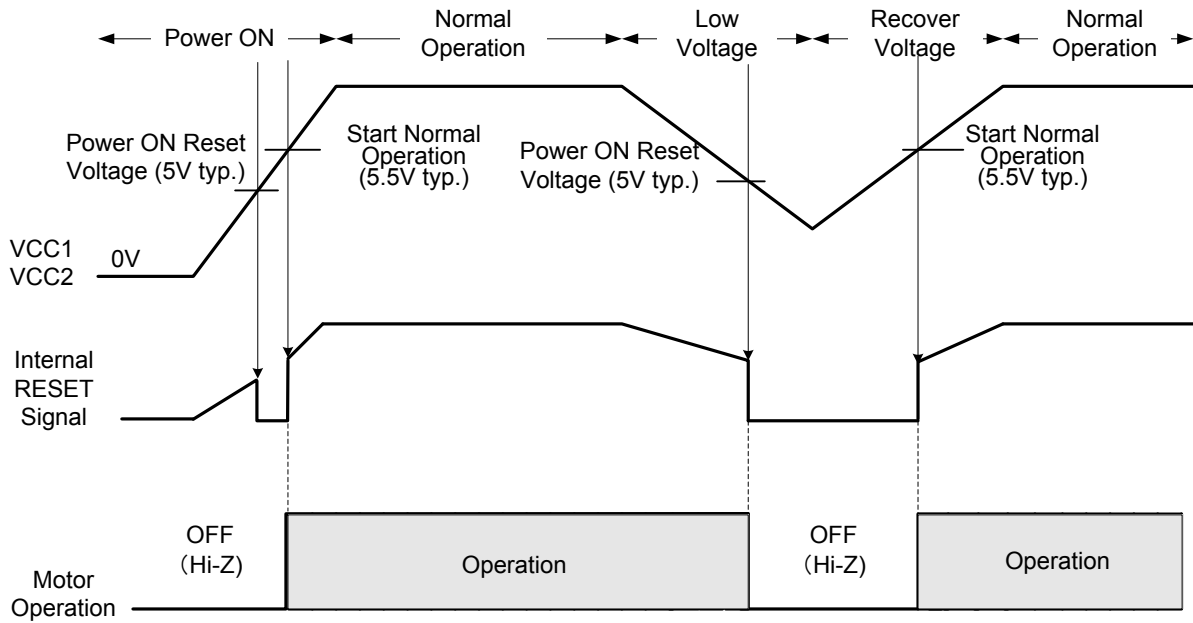 Power ON
Normal
Operation
Low
Voltage
Recover
Voltage
Normal
Operation
Power ON Reset
Voltage (5V typ.)
Start Normal
Operation
(5.5V typ.)
Power ON Reset
Voltage (5V typ.)
Start Normal
Operation
(5.5V typ.)
VCC1
VCC2
0V
Internal
RESET
Signal
OFF
（Hi-Z)
Operation
OFF
（Hi-Z)
Operation
Motor
Operation